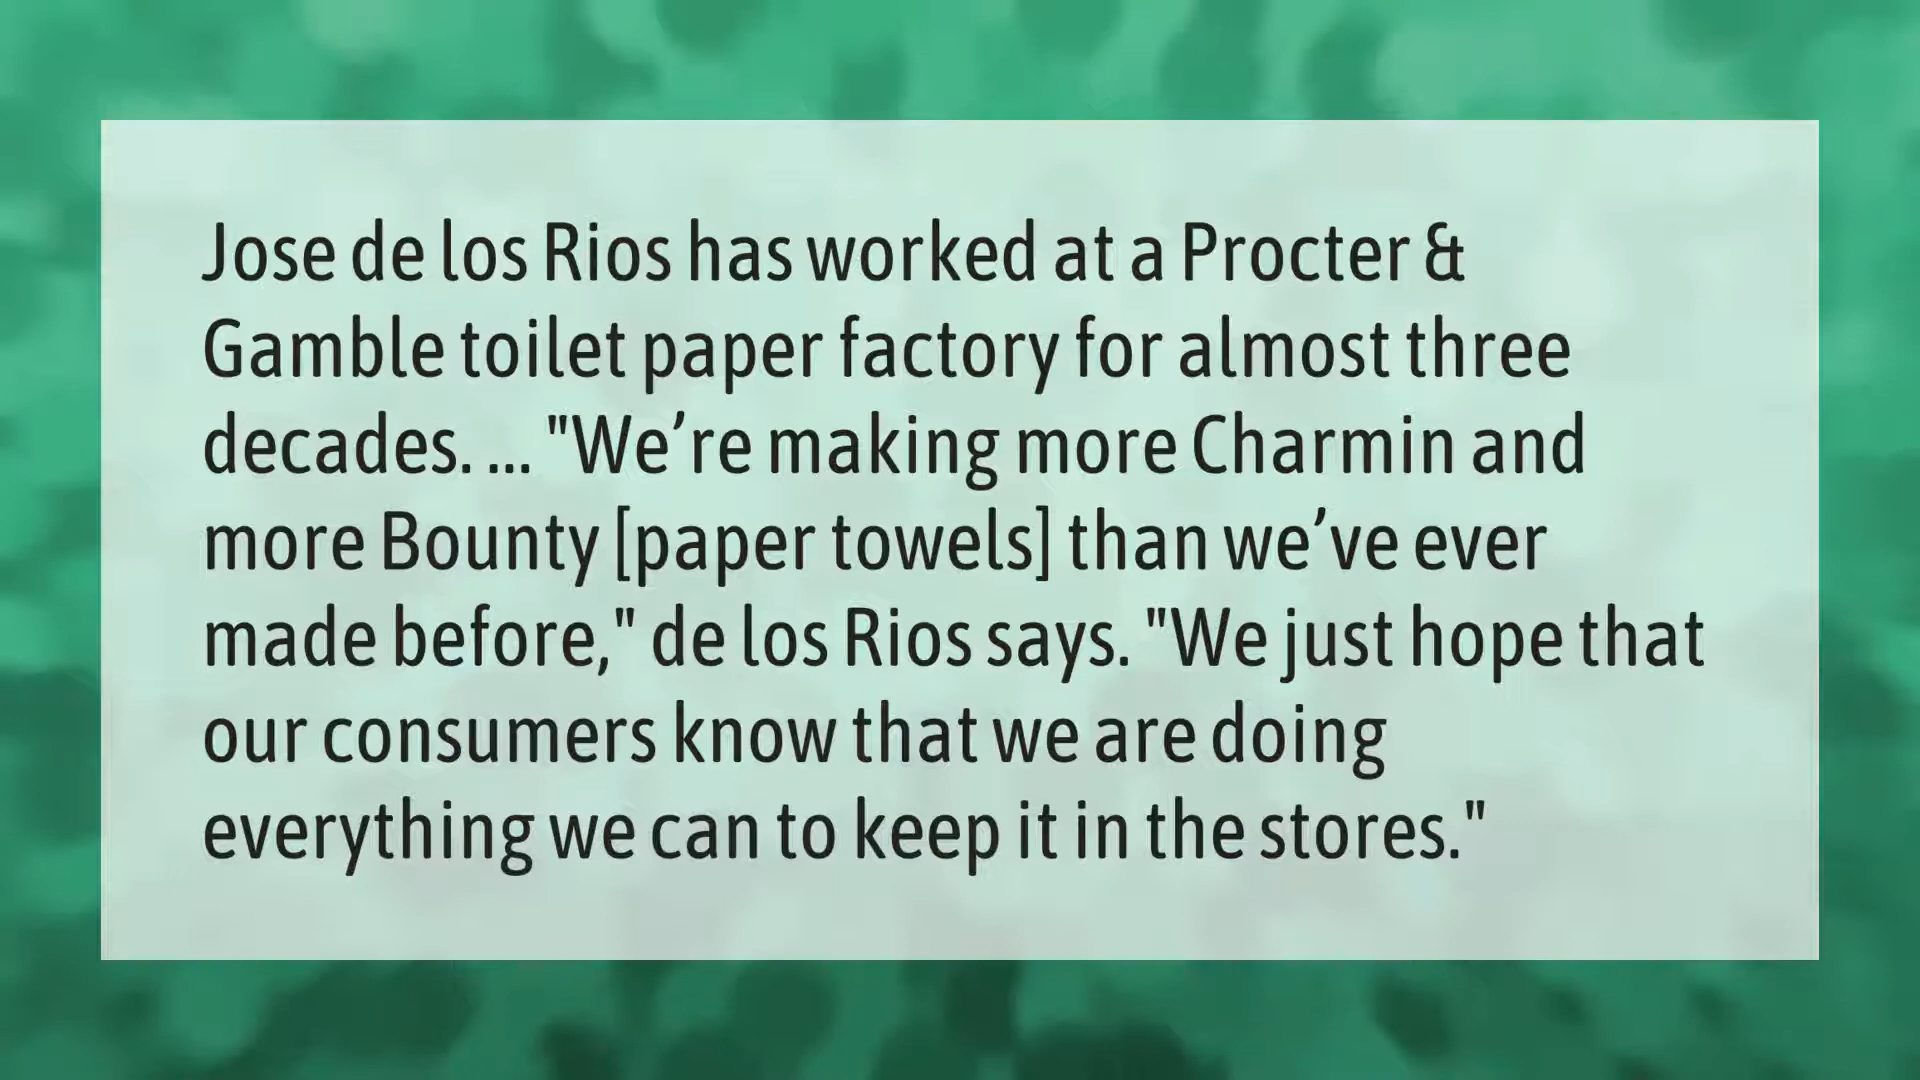 Jose de los Rios has worked at a Procter &
Gamble toilet paper factory for almost three
decades. ... "We’re making more Charmin and
more Bounty [paper towels] than we’ve ever
made before," de los Rios says. "We just hope that
our consumers know that we are doing
everything we can to keep it in the stores."